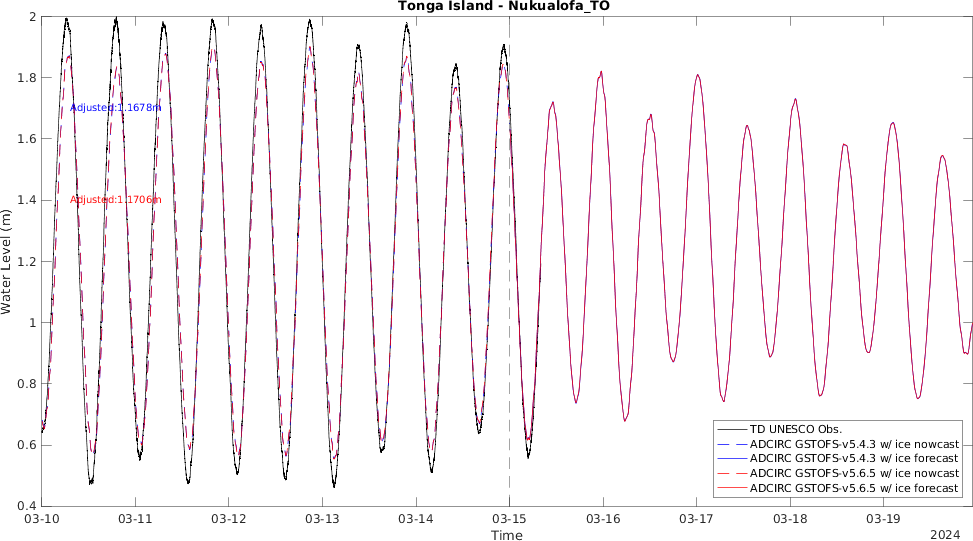 Tonga Island - Nukualofa_TO
2
1.8
1.6
1.4
1.2
1
0.8
0.6
0.4
Water Level (m)
Adjusted:1.1678m
Adjusted:1.1706m
TD UNESCO Obs.
ADCIRC GSTOFS-v5.4.3 w/ ice nowcast
ADCIRC GSTOFS-v5.4.3 w/ ice forecast
ADCIRC GSTOFS-v5.6.5 w/ ice nowcast
ADCIRC GSTOFS-v5.6.5 w/ ice forecast
03-10 03-11 03-12 03-13 03-14 03-15 03-16 03-17 03-18 03-19
Time
2024